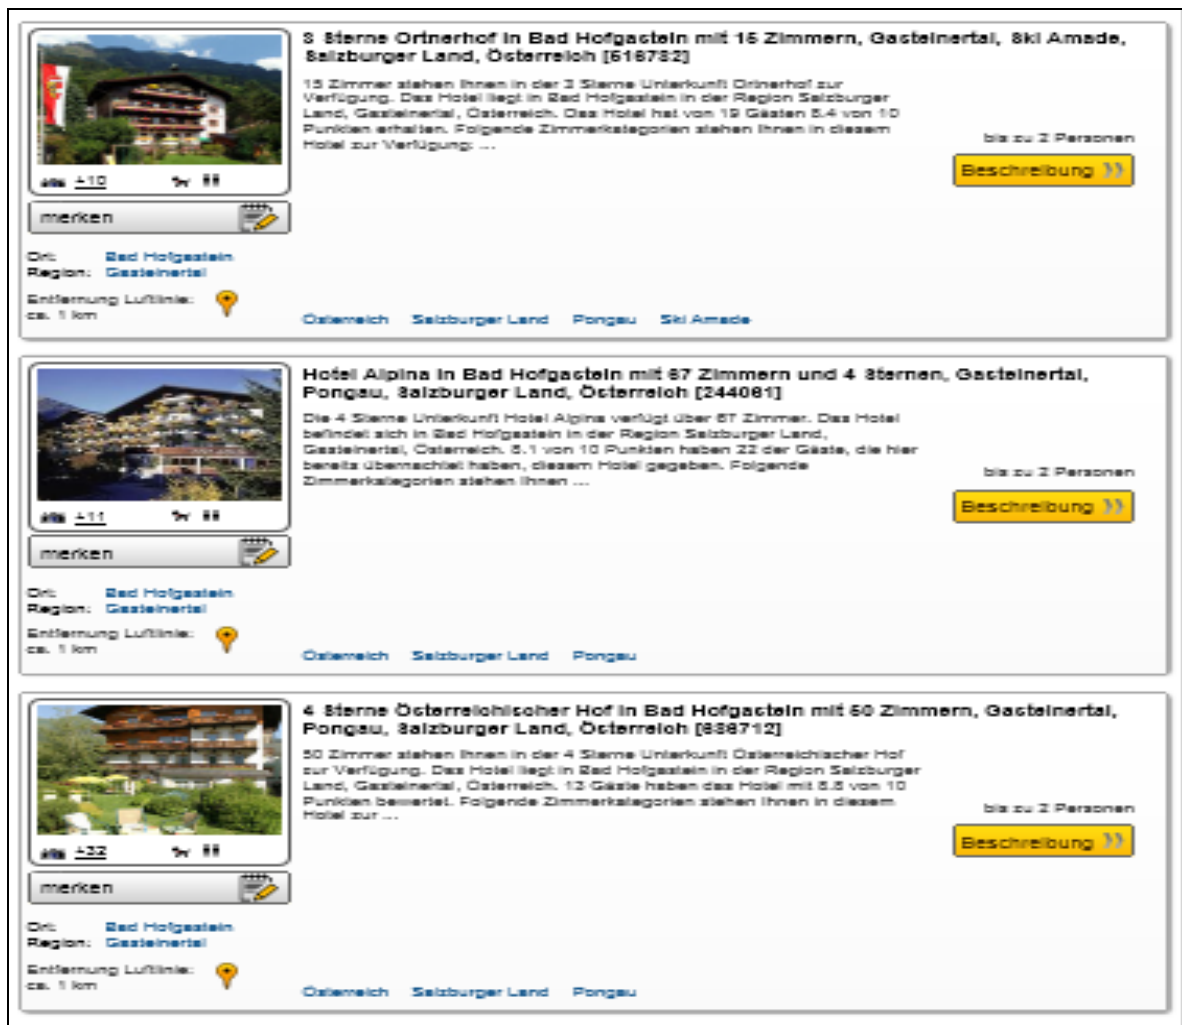 3 Sterne Ortnerhof in Bad Hofgastein mit 15 Zimmern, Gasteinertal, Ski Amade,
Salzburger Land, Österreich [516782]
15 Zimmer stehen Ihnen in der 3 Sterne Unterkunft Ortnerhof zur
Verfügung. Das Hotel liegt in Bad Hofgastein in der Region Salzburger
Land, Gasteinertal, Österreich. Das Hotel hat von 19 Gästen 8.4 von 10
Punkten erhalten. Folgende Zimmerkategorien stehen Ihnen in diesem
Hotel zur Verfügung: ...
bis zu 2 Personen
Beschreibung
+10
merken
Ort: Bad Hofgastein
Region: Gasteinertal
Entfernung Luftlinie:
ca. 1 km
Österreich Salzburger Land Pongau Ski Amade
Hotel Alpina in Bad Hofgastein mit 67 Zimmern und 4 Sternen, Gasteinertal,
Pongau, Salzburger Land, Österreich [244061]
Die 4 Sterne Unterkunft Hotel Alpina verfügt über 67 Zimmer. Das Hotel
befindet sich in Bad Hofgastein in der Region Salzburger Land,
Gasteinertal, Österreich. 8.1 von 10 Punkten haben 22 der Gäste, die hier
bereits übernachtet haben, diesem Hotel gegeben. Folgende
Zimmerkategorien stehen Ihnen ...
bis zu 2 Personen
Beschreibung
+11
merken
Ort: Bad Hofgastein
Region: Gasteinertal
Entfernung Luftlinie:
ca. 1 km
Österreich Salzburger Land Pongau
4 Sterne Österreichischer Hof in Bad Hofgastein mit 50 Zimmern, Gasteinertal,
Pongau, Salzburger Land, Österreich [636712]
50 Zimmer stehen Ihnen in der 4 Sterne Unterkunft Österreichischer Hof
zur Verfügung. Das Hotel liegt in Bad Hofgastein in der Region Salzburger
Land, Gasteinertal, Österreich. 13 Gäste haben das Hotel mit 8.8 von 10
Punkten bewertet. Folgende Zimmerkategorien stehen Ihnen in diesem
Hotel zur ...
bis zu 2 Personen
Beschreibung
+32
merken
Ort: Bad Hofgastein
Region: Gasteinertal
Entfernung Luftlinie:
ca. 1 km
Österreich Salzburger Land Pongau